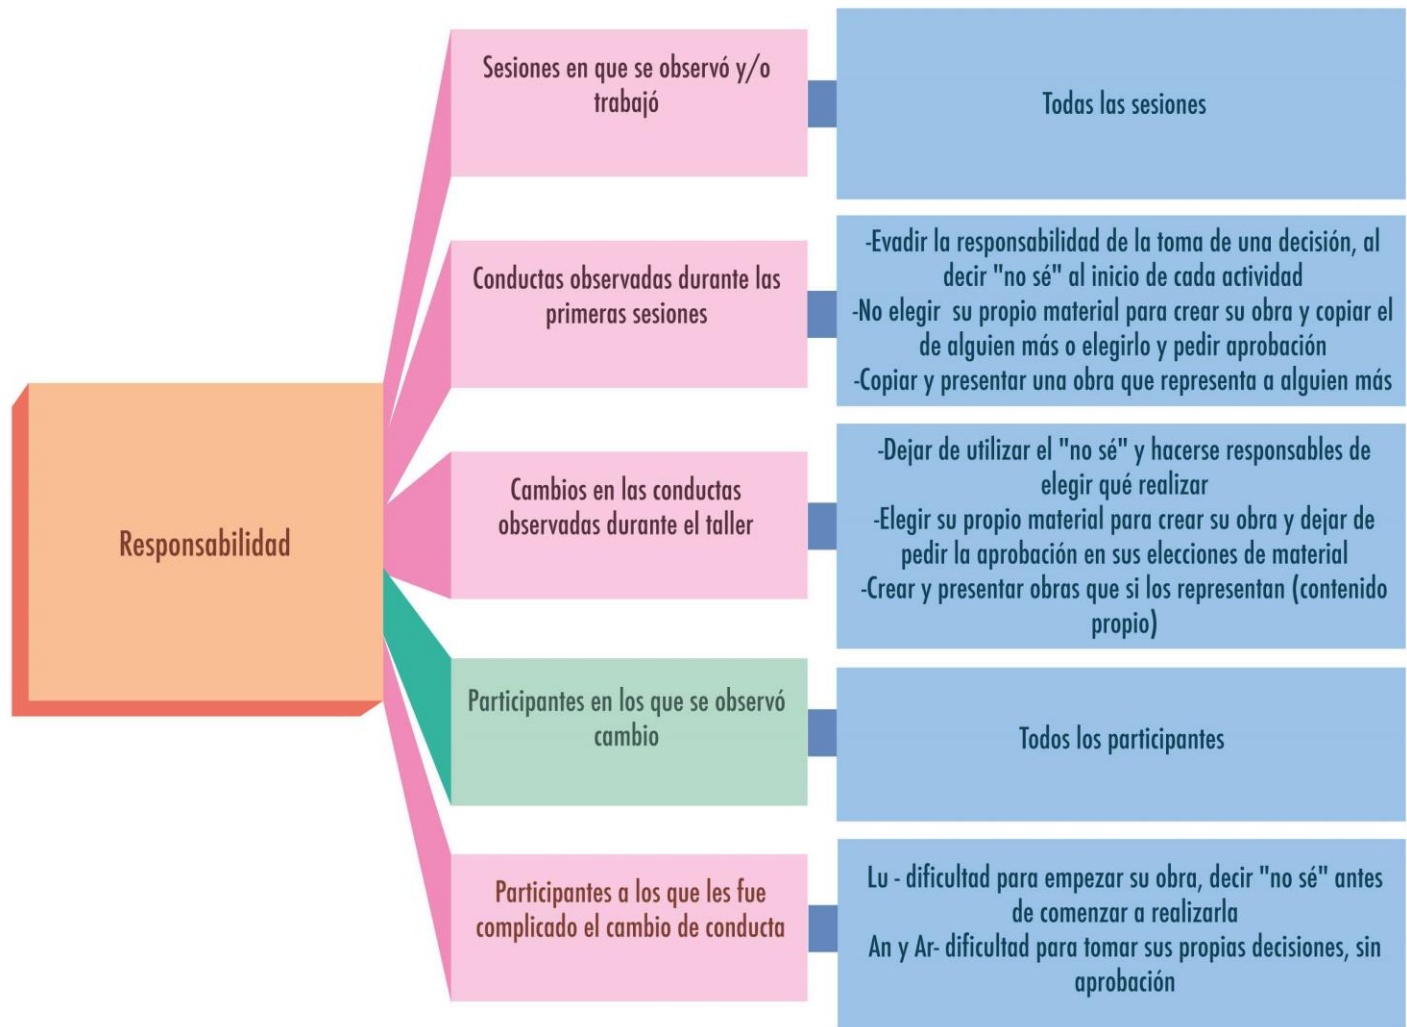 Sesiones en que se observó y/o
trabajó
Todas las sesiones
Conductas observadas durante las
primeras sesiones
-Evadir la responsabilidad de la toma de una decisión, al
decir "no sé" al inicio de cada actividad
-No elegir su propio material para crear su obra y copiar el
de alguien más o elegirlo y pedir aprobación
-Copiar y presentar una obra que representa a alguien más
Responsabilidad
Cambios en las conductas
observadas durante el taller
-Dejar de utilizar el "no sé" y hacerse responsables de
elegir qué realizar
-Elegir su propio material para crear su obra y dejar de
pedir la aprobación en sus elecciones de material
-Crear y presentar obras que si los representan (contenido
propio)
Participantes en los que se observó
cambio
Todos los participantes
Participantes a los que les fue
complicado el cambio de conducta
Lu - dificultad para empezar su obra, decir "no sé" antes
de comenzar a realizarla
An y Ar- dificultad para tomar sus propias decisiones, sin
aprobación